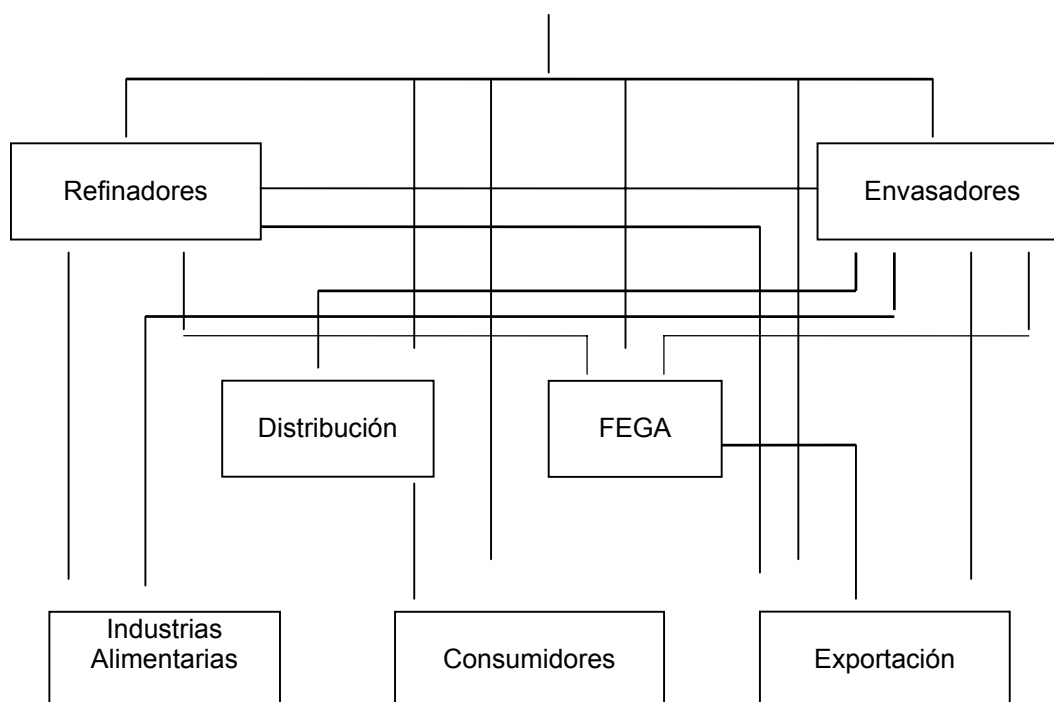 Refinadores
Envasadores
Distribución
FEGA
Industrias
Alimentarias
Consumidores
Exportación